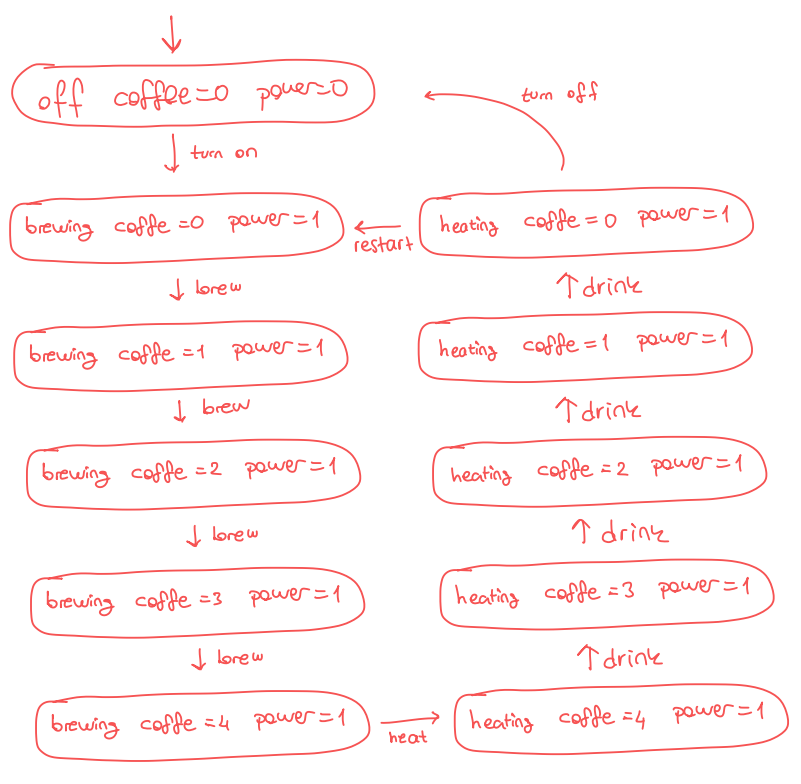 off coffee=0 power=0
turn off
turn on
brewing coffe =0 power=1
restart
heating coffe = 0 power=1
brew
drink
brewing coffe =1 power=1
heating coffe = 1 power=1
brew
drink
brewing coffe =2 power=1
heating coffe = 2 power=1
brew
drink
brewing coffe =3 power=1
heating coffe = 3 power=1
brew
drink
brewing coffe =4 power=1
heat
heating coffe =4 power=1